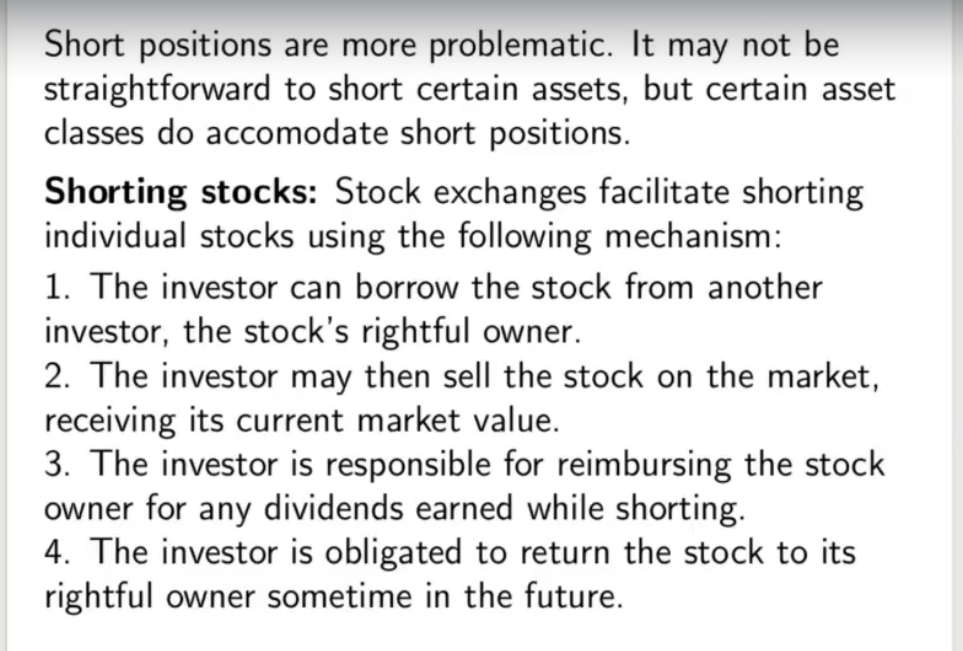 Short positions are more problematic. It may not be
straightforward to short certain assets, but certain asset
classes do accomodate short positions.
Shorting stocks: Stock exchanges facilitate shorting
individual stocks using the following mechanism:
1. The investor can borrow the stock from another
investor, the stock's rightful owner.
2. The investor may then sell the stock on the market,
receiving its current market value.
3. The investor is responsible for reimbursing the stock
owner for any dividends earned while shorting.
4. The investor is obligated to return the stock to its
rightful owner sometime in the future.